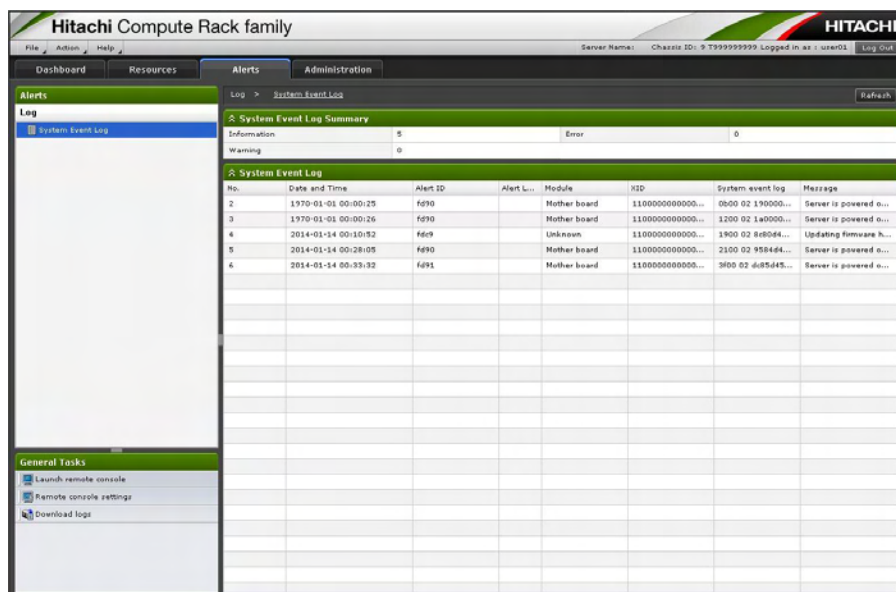 Hitachi Compute Rack family
HITACHI
File Action Help
Server Name: Chassis ID: 9 T999999999 Logged in as : user01 Log Out
Dashboard Resources Alerts Administration
Alerts
Log > System Event Log
Refresh
Log
System Event Log
System Event Log Summary
Information 5 Error 0
Warning 0
System Event Log
No. Date and Time Alert ID Alert L... Module XID System event log Message
2 1970-01-01 00:00:25 fd90 Mother board 1100000000000... 0b00 02 190000... Server is powered o...
3 1970-01-01 00:00:26 fd90 Mother board 1100000000000... 1200 02 1a0000... Server is powered o...
4 2014-01-14 00:10:52 fdc9 Unknown 1100000000000... 1900 02 8c80d4... Updating firmware h...
5 2014-01-14 00:28:05 fd90 Mother board 1100000000000... 2100 02 9584d4... Server is powered o...
6 2014-01-14 00:33:32 fd91 Mother board 1100000000000... 3f00 02 dc85d45... Server is powered o...
General Tasks
Launch remote console
Remote console settings
Download logs